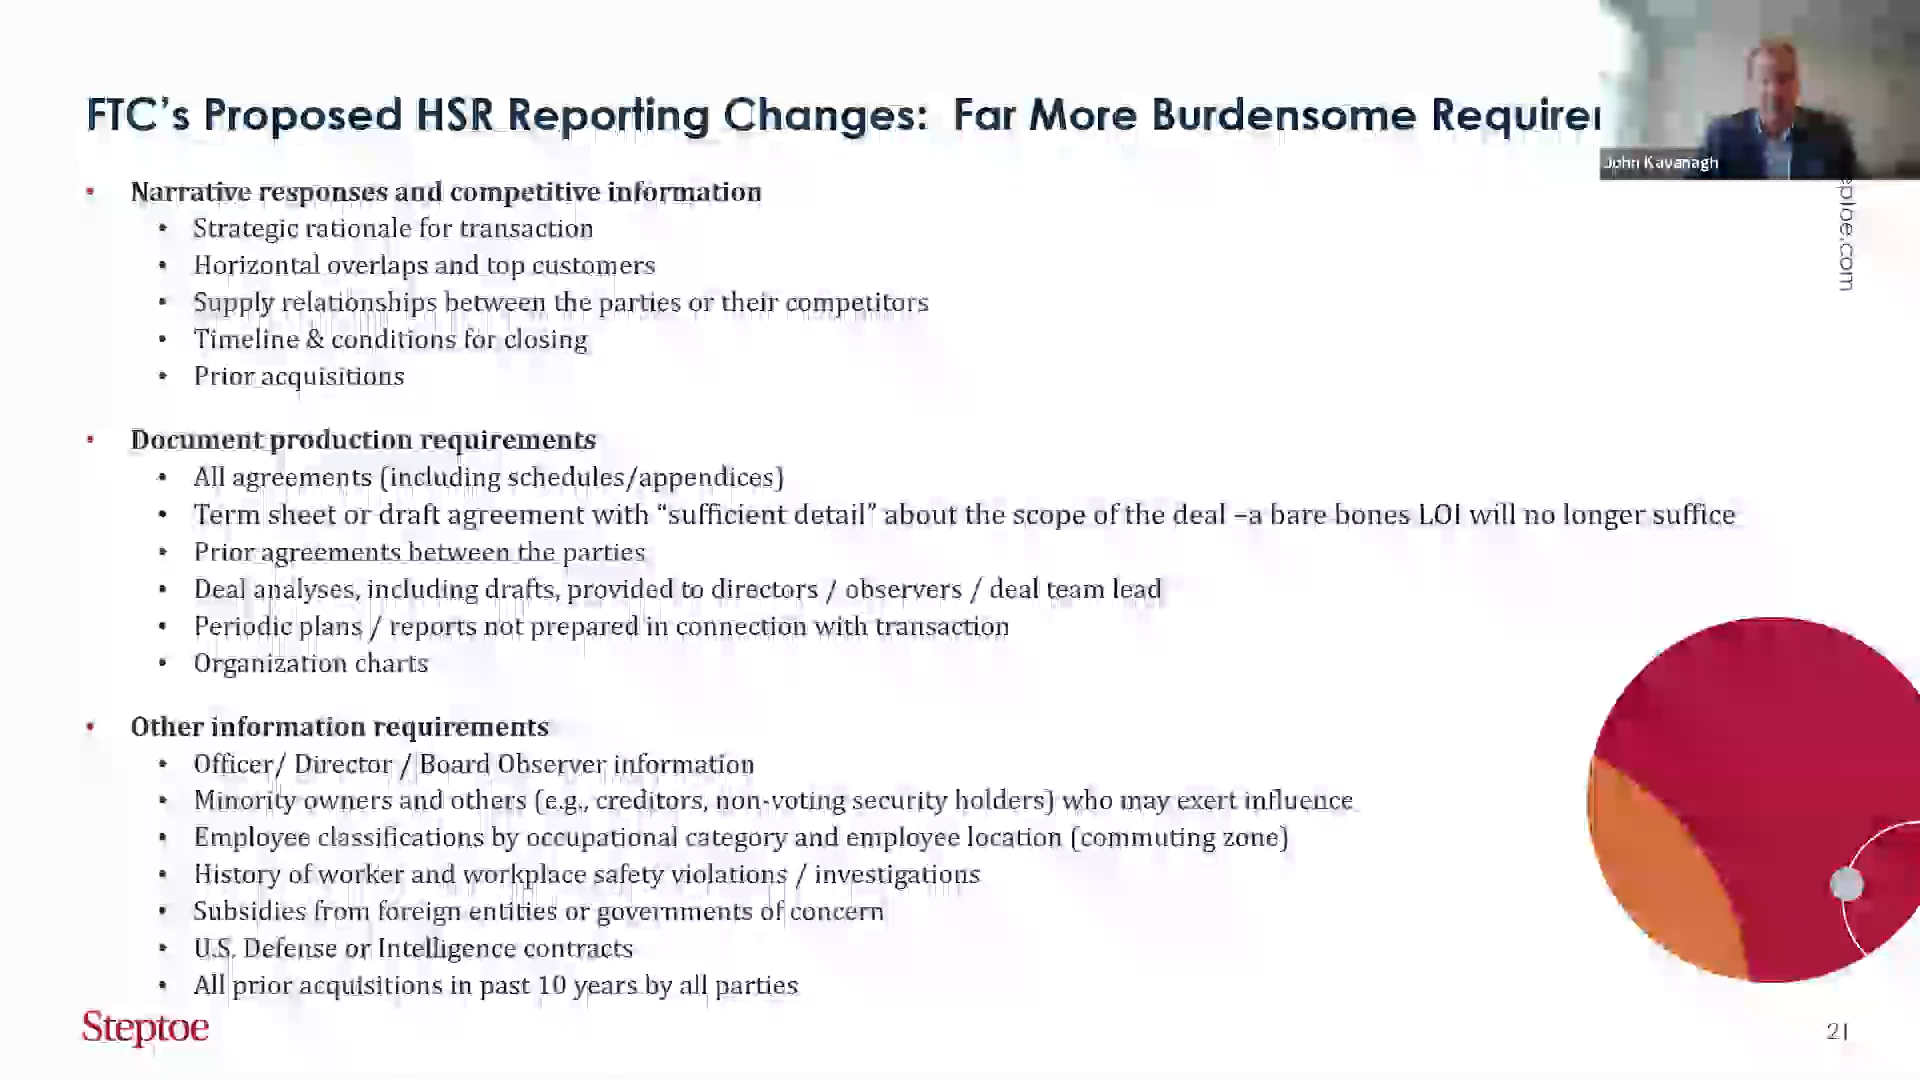 FTC’s Proposed HSR Reporting Changes:  Far More Burdensome
John Kavanagh
• Narrative responses and competitive information
• Strategic rationale for transaction
• Horizontal overlaps and top customers
• Supply relationships between the parties or their competitors
• Timeline & conditions for closing
• Prior acquisitions
• Document production requirements
• All agreements (including schedules/appendices)
• Term sheet or draft agreement with “sufficient detail” about the scope of the deal –a bare bones LOI will no longer suffice
• Prior agreements between the parties
• Deal analyses, including drafts, provided to directors / observers / deal team lead
• Periodic plans / reports not prepared in connection with transaction
• Organization charts
• Other information requirements
• Officer/ Director / Board Observer information
• Minority owners and others (e.g., creditors, non-voting security holders) who may exert influence
• Employee classifications by occupational category and employee location (commuting zone)
• History of worker and workplace safety violations / investigations
• Subsidies from foreign entities or governments of concern
• U.S. Defense or Intelligence contracts
• All prior acquisitions in past 10 years by all parties
Steptoe
21